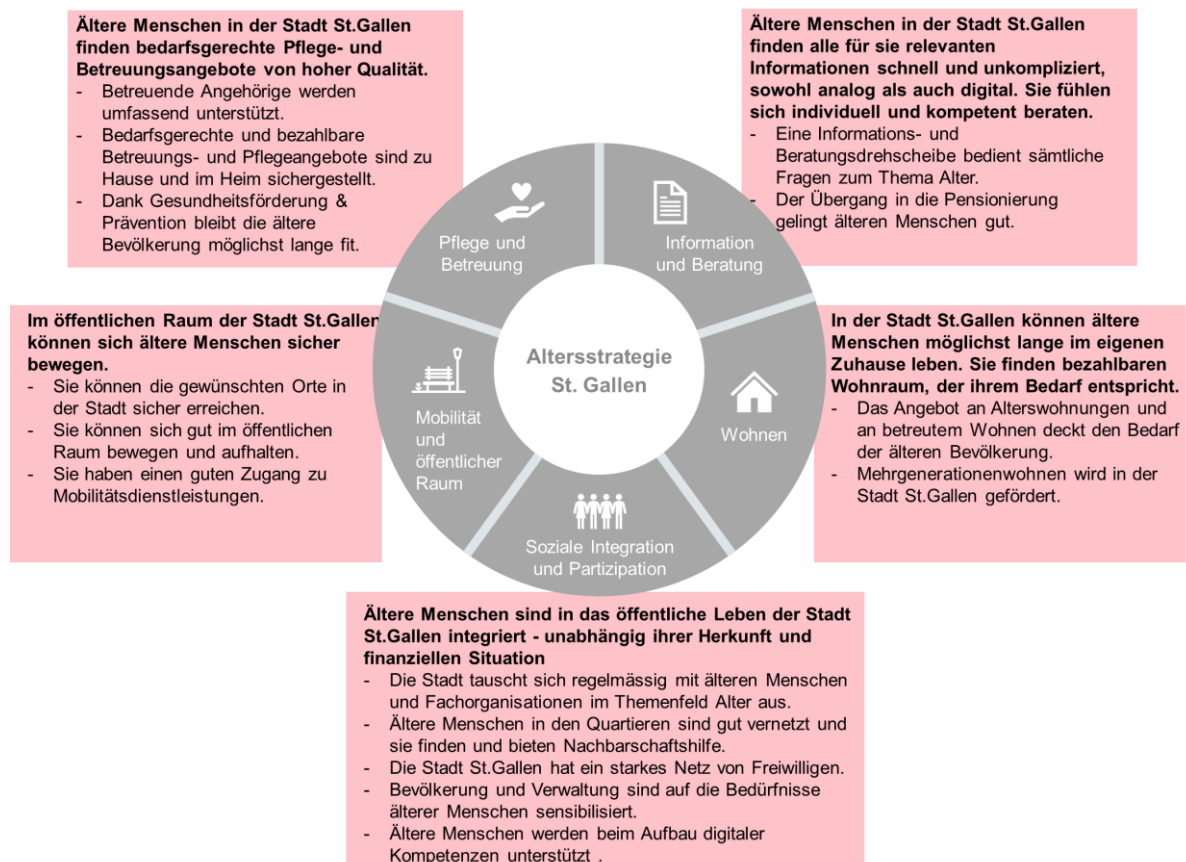 Ältere Menschen in der Stadt St.Gallen
finden bedarfsgerechte Pflege- und
Betreuungsangebote von hoher Qualität.
- Betreuende Angehörige werden
umfassend unterstützt.
- Bedarfsgerechte und bezahlbare
Betreuungs- und Pflegeangebote sind zu
Hause und im Heim sichergestellt.
- Dank Gesundheitsförderung &
Prävention bleibt die ältere
Bevölkerung möglichst lange fit.
Ältere Menschen in der Stadt St.Gallen
finden alle für sie relevanten
Informationen schnell und unkompliziert,
sowohl analog als auch digital. Sie fühlen
sich individuell und kompetent beraten.
- Eine Informations- und
Beratungsdrehscheibe bedient sämtliche
Fragen zum Thema Alter.
- Der Übergang in die Pensionierung
gelingt älteren Menschen gut.
Pflege und
Betreuung
Information
und Beratung
Im öffentlichen Raum der Stadt St.Gallen
können sich ältere Menschen sicher
bewegen.
- Sie können die gewünschten Orte in
der Stadt sicher erreichen.
- Sie können sich gut im öffentlichen
Raum bewegen und aufhalten.
- Sie haben einen guten Zugang zu
Mobilitätsdienstleistungen.
Mobilität
und
öffentlicher
Raum
Altersstrategie
St. Gallen
Wohnen
In der Stadt St.Gallen können ältere
Menschen möglichst lange im eigenen
Zuhause leben. Sie finden bezahlbaren
Wohnraum, der ihrem Bedarf entspricht.
- Das Angebot an Alterswohnungen und
an betreutem Wohnen deckt den Bedarf
der älteren Bevölkerung.
- Mehrgenerationenwohnen wird in der
Stadt St.Gallen gefördert.
Soziale Integration
und Partizipation
Ältere Menschen sind in das öffentliche Leben der Stadt
St.Gallen integriert - unabhängig ihrer Herkunft und
finanziellen Situation
- Die Stadt tauscht sich regelmässig mit älteren Menschen
und Fachorganisationen im Themenfeld Alter aus.
- Ältere Menschen in den Quartieren sind gut vernetzt und
sie finden und bieten Nachbarschaftshilfe.
- Die Stadt St.Gallen hat ein starkes Netz von Freiwilligen.
- Bevölkerung und Verwaltung sind auf die Bedürfnisse
älterer Menschen sensibilisiert.
- Ältere Menschen werden beim Aufbau digitaler
Kompetenzen unterstützt .